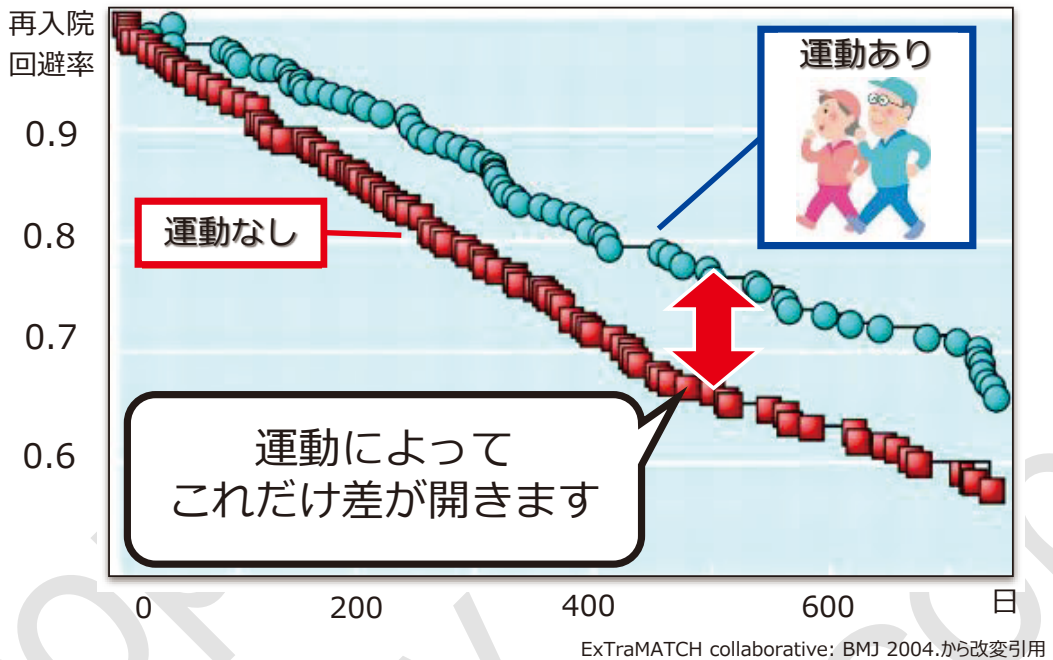 再入院
回避率
0.9
0.8
0.7
0.6
運動あり
運動なし
運動によって
これだけ差が開きます
0 200 400 600 日
ExTraMATCH collaborative: BMJ 2004.から改変引用